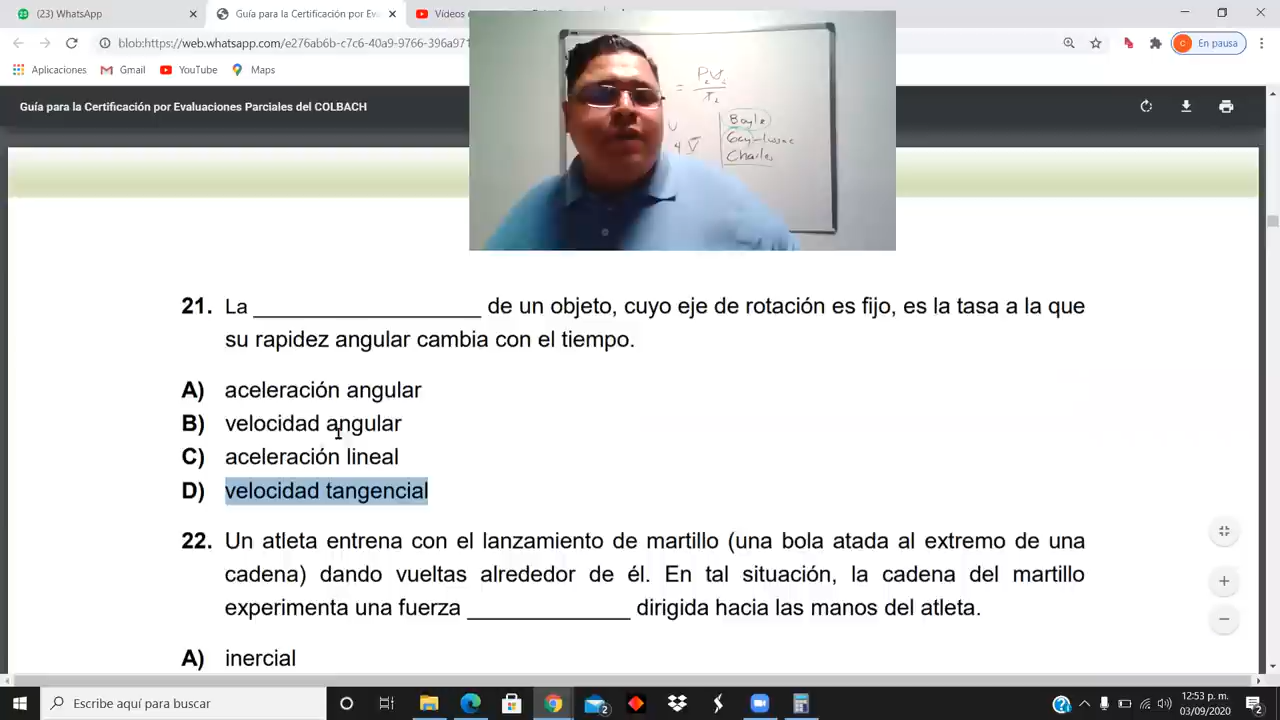 (23) WhatsApp
Guía para la Certificación por Ev
Vídeos
blob:https://web.whatsapp.com/e276ab6b-c7c6-40a9-9766-396a971
En pausa
Aplicaciones
Gmail
YouTube
Maps
Guía para la Certificación por Evaluaciones Parciales del COLBACH
Boyle
Charles
21. La ___________________ de un objeto, cuyo eje de rotación es fijo, es la tasa a la que
su rapidez angular cambia con el tiempo.
A) aceleración angular
B) velocidad angular
C) aceleración lineal
D) velocidad tangencial
22. Un atleta entrena con el lanzamiento de martillo (una bola atada al extremo de una
cadena) dando vueltas alrededor de él. En tal situación, la cadena del martillo
experimenta una fuerza _____________ dirigida hacia las manos del atleta.
A) inercial
Escribe aquí para buscar
2
12:53 p. m.
03/09/2020